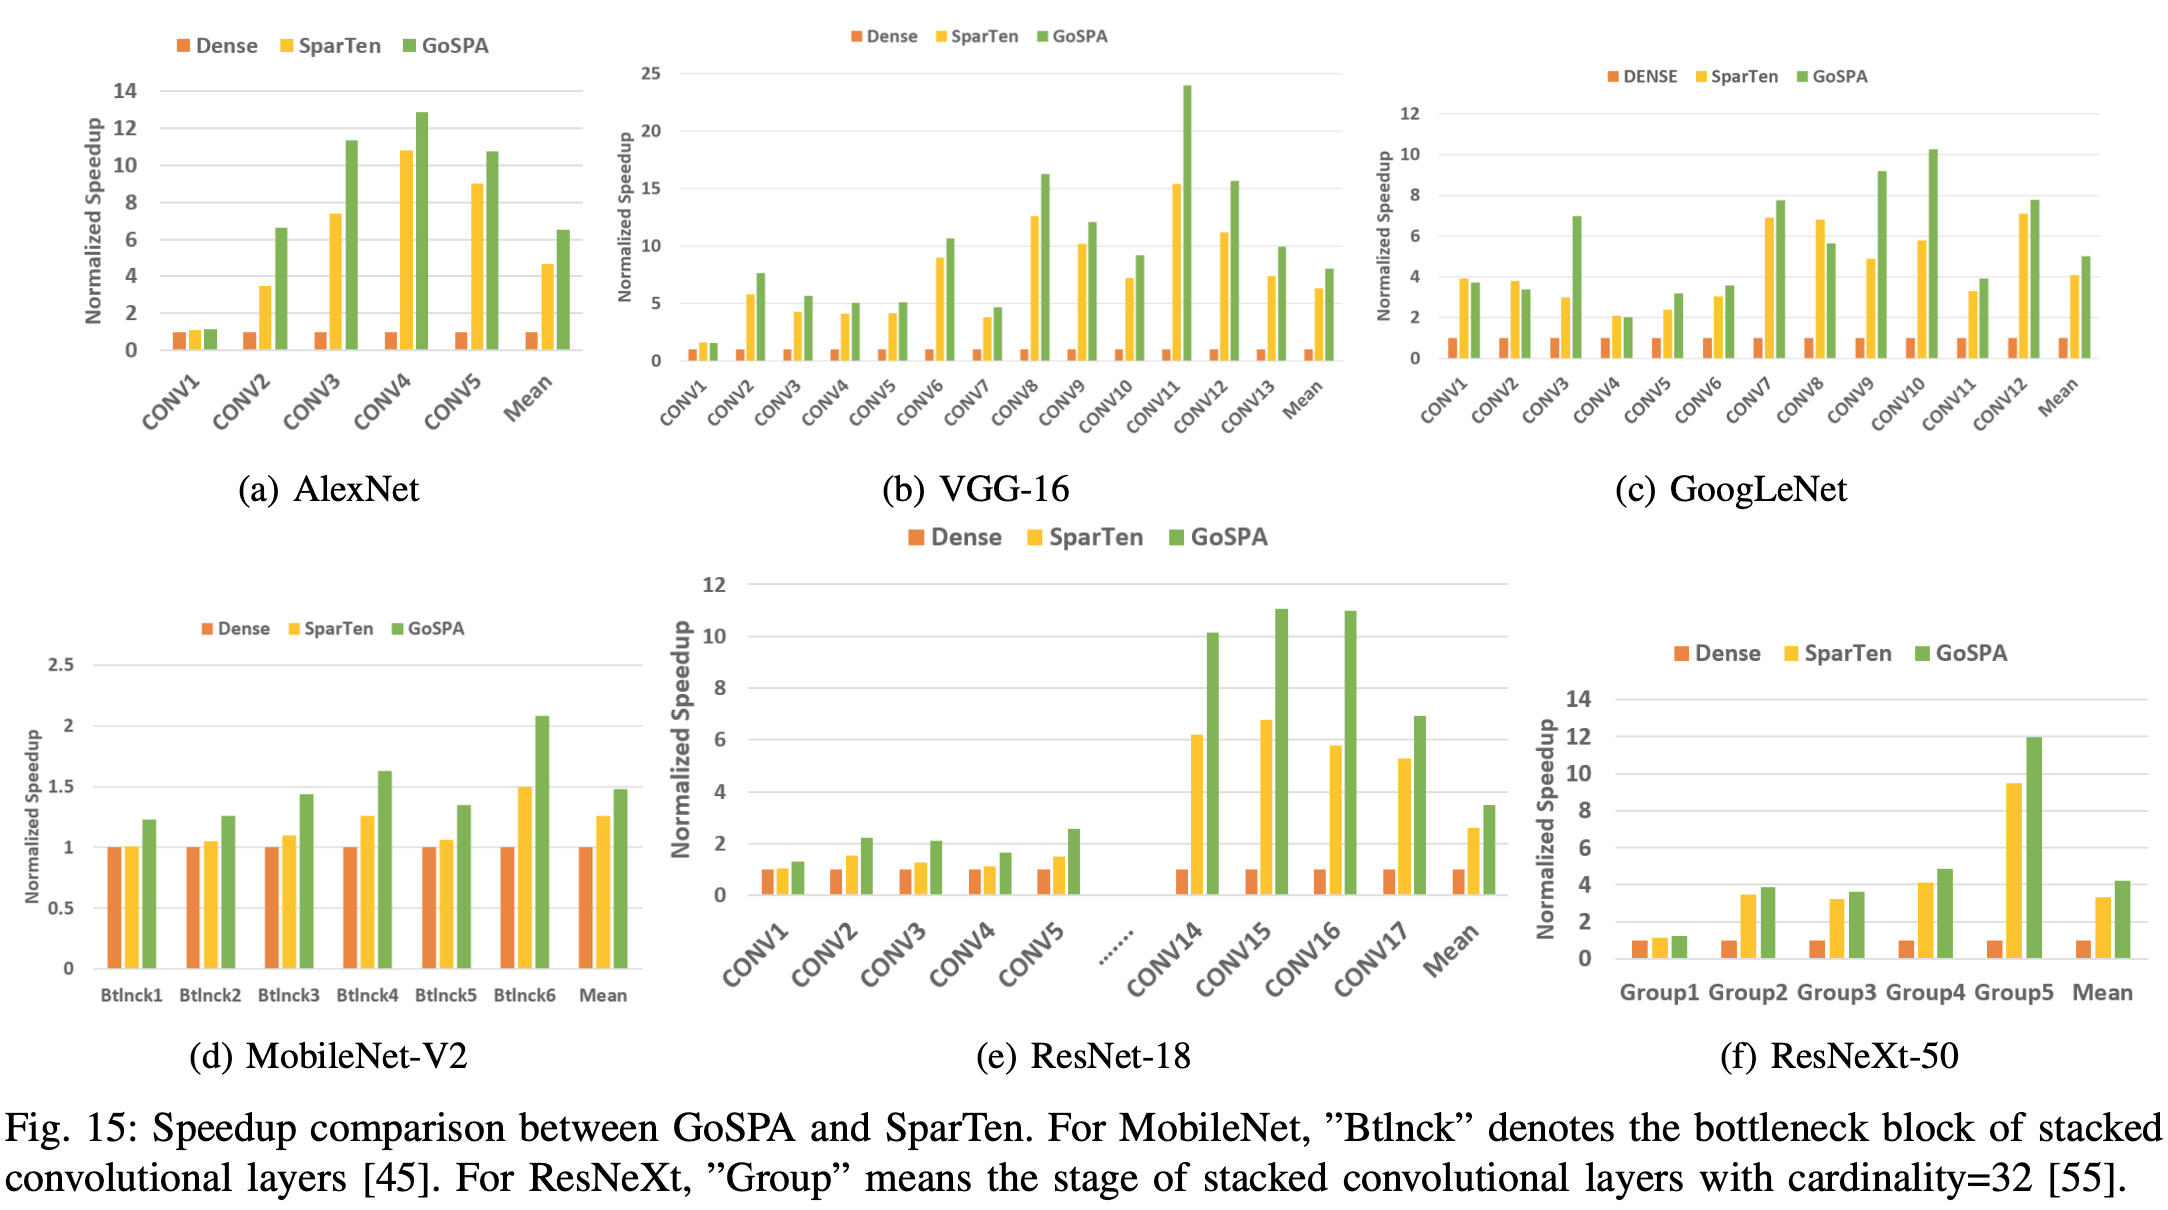 Dense SparTen GoSPA
14
12
10
8
6
4
2
0
Normalized Speedup
CONV1 CONV2 CONV3 CONV4 CONV5 Mean
(a) AlexNet
Dense SparTen GoSPA
25
20
15
10
5
0
Normalized Speedup
CONV1 CONV2 CONV3 CONV4 CONV5 CONV6 CONV7 CONV8 CONV9 CONV10 CONV11 CONV12 CONV13 Mean
(b) VGG-16
DENSE SparTen GoSPA
12
10
8
6
4
2
0
Normalized Speedup
CONV1 CONV2 CONV3 CONV4 CONV5 CONV6 CONV7 CONV8 CONV9 CONV10 CONV11 CONV12 Mean
(c) GoogLeNet
Dense SparTen GoSPA
2.5
2
1.5
1
0.5
0
Normalized Speedup
Btlnck1 Btlnck2 Btlnck3 Btlnck4 Btlnck5 Btlnck6 Mean
(d) MobileNet-V2
Dense SparTen GoSPA
12
10
8
6
4
2
0
Normalized Speedup
CONV1 CONV2 CONV3 CONV4 CONV5 ...... CONV14 CONV15 CONV16 CONV17 Mean
(e) ResNet-18
Dense SparTen GoSPA
14
12
10
8
6
4
2
0
Normalized Speedup
Group1 Group2 Group3 Group4 Group5 Mean
(f) ResNeXt-50
Fig. 15: Speedup comparison between GoSPA and SparTen. For MobileNet, ”Btlnck” denotes the bottleneck block of stacked
convolutional layers [45]. For ResNeXt, ”Group” means the stage of stacked convolutional layers with cardinality=32 [55].